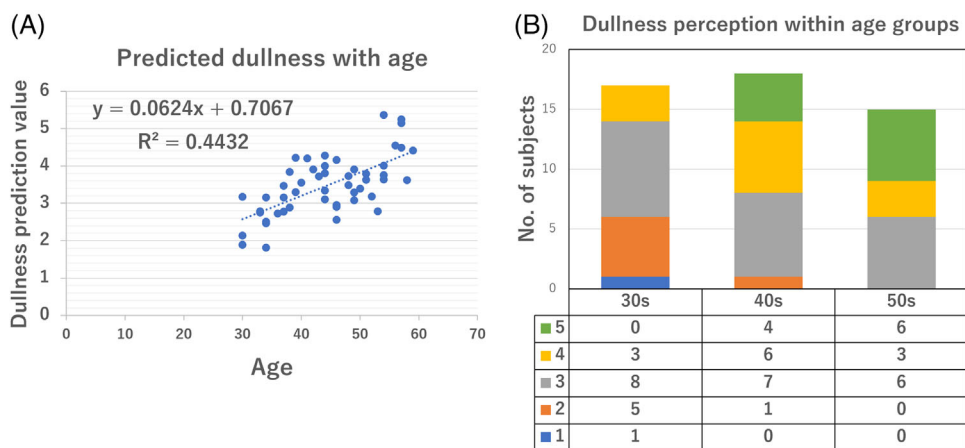 (A)
Predicted dullness with age
y = 0.0624x + 0.7067
R² = 0.4432
6
5
4
3
2
1
0
Dullness prediction value
0 10 20 30 40 50 60 70
Age
(B)
Dullness perception within age groups
20
15
10
5
0
No. of subjects
30s 40s 50s
5 0 4 6
4 3 6 3
3 8 7 6
2 5 1 0
1 1 0 0